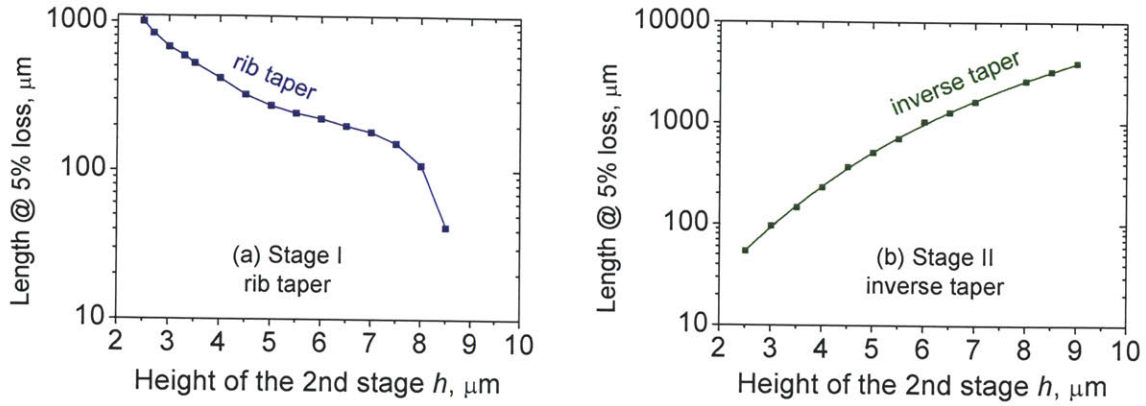 Length @ 5% loss, μm
1000
100
10
rib taper
(a) Stage I
rib taper
2 3 4 5 6 7 8 9 10
Height of the 2nd stage h, μm
Length @ 5% loss, μm
10000
1000
100
10
inverse taper
(b) Stage II
inverse taper
2 3 4 5 6 7 8 9 10
Height of the 2nd stage h, μm